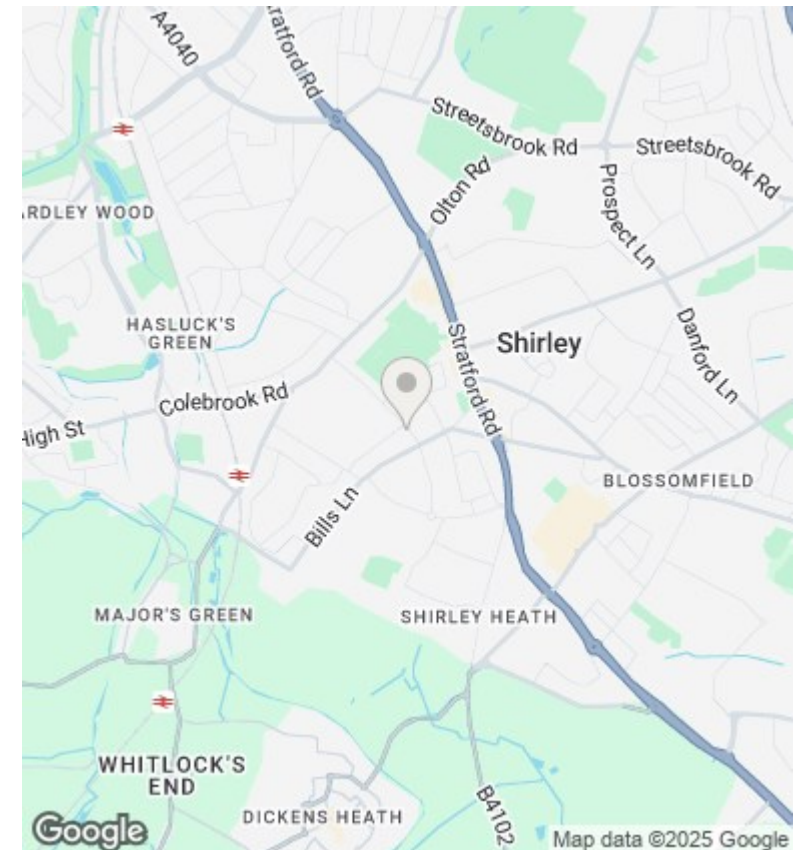 A4040
Stratford Rd
Streetsbrook Rd
Streetsbrook Rd
Olton Rd
Prospect Ln
ARDLEY WOOD
HASLUCK'S
GREEN
Stratford Rd
Shirley
Danford Ln
Colebrook Rd
High St
BLOSSOMFIELD
Bills Ln
MAJOR'S GREEN
SHIRLEY HEATH
WHITLOCK'S
END
DICKENS HEATH
B4102
Google
Map data ©2025 Google